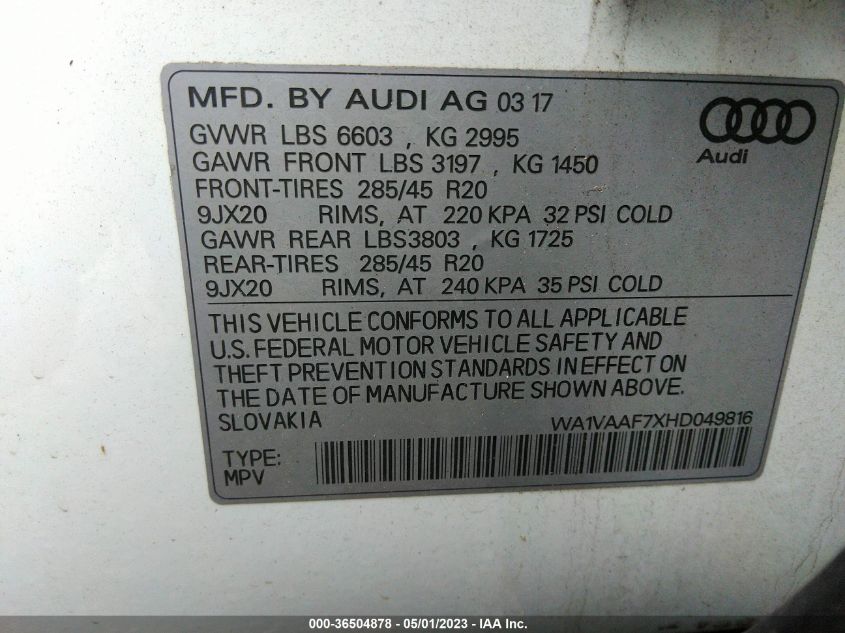 MFD. BY AUDI AG 03 17
GVWR LBS 6603 , KG 2995
GAWR FRONT LBS 3197 , KG 1450
FRONT-TIRES 285/45 R20
9JX20 RIMS, AT 220 KPA 32 PSI COLD
GAWR REAR LBS3803 , KG 1725
REAR-TIRES 285/45 R20
9JX20 RIMS, AT 240 KPA 35 PSI COLD
Audi
THIS VEHICLE CONFORMS TO ALL APPLICABLE
U.S. FEDERAL MOTOR VEHICLE SAFETY AND
THEFT PREVENTION STANDARDS IN EFFECT ON
THE DATE OF MANUFACTURE SHOWN ABOVE.
SLOVAKIA WA1VAAF7XHD049816
TYPE:
MPV
000-36504878 - 05/01/2023 - IAA Inc.